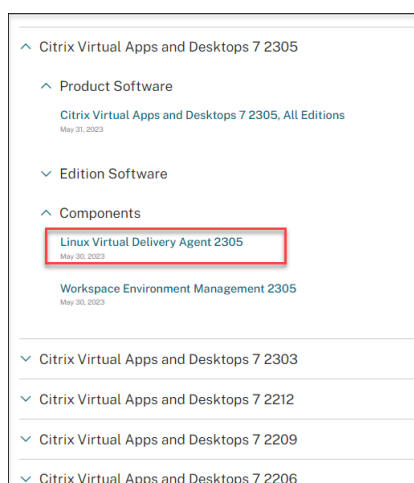 Citrix Virtual Apps and Desktops 7 2305
Product Software
Citrix Virtual Apps and Desktops 7 2305, All Editions
May 31, 2023
Edition Software
Components
Linux Virtual Delivery Agent 2305
May 30, 2023
Workspace Environment Management 2305
May 30, 2023
Citrix Virtual Apps and Desktops 7 2303
Citrix Virtual Apps and Desktops 7 2212
Citrix Virtual Apps and Desktops 7 2209
Citrix Virtual Apps and Desktops 7 2206